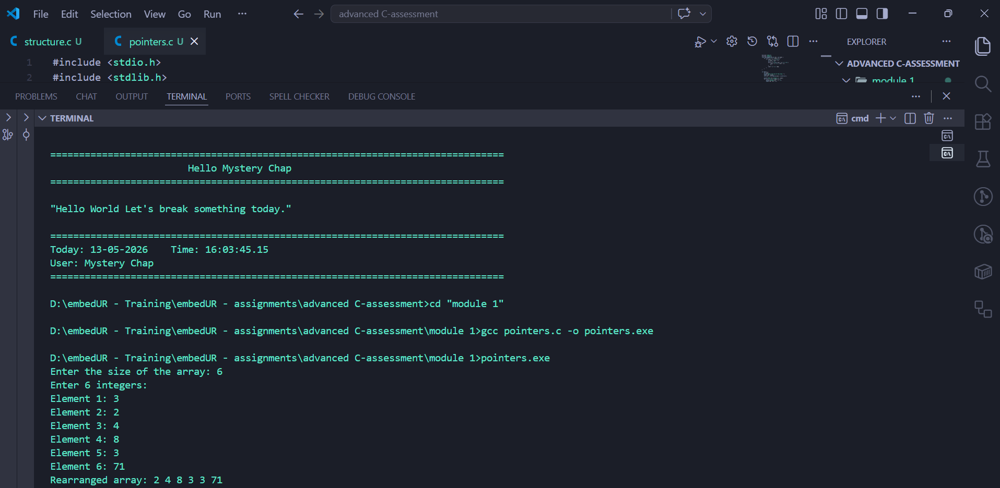 File Edit Selection View Go Run ··· advanced C-assessment
structure.c U pointers.c U EXPLORER
1 #include <stdio.h> ADVANCED C-ASSESSMENT
2 #include <stdlib.h> module 1
PROBLEMS CHAT OUTPUT TERMINAL PORTS SPELL CHECKER DEBUG CONSOLE
TERMINAL cmd
===============================================================================
Hello Mystery Chap
===============================================================================
"Hello World Let's break something today."
===============================================================================
Today: 13-05-2026    Time: 16:03:45.15
User: Mystery Chap
===============================================================================
D:\embedUR - Training\embedUR - assignments\advanced C-assessment>cd "module 1"
D:\embedUR - Training\embedUR - assignments\advanced C-assessment\module 1>gcc pointers.c -o pointers.exe
D:\embedUR - Training\embedUR - assignments\advanced C-assessment\module 1>pointers.exe
Enter the size of the array: 6
Enter 6 integers:
Element 1: 3
Element 2: 2
Element 3: 4
Element 4: 8
Element 5: 3
Element 6: 71
Rearranged array: 2 4 8 3 3 71